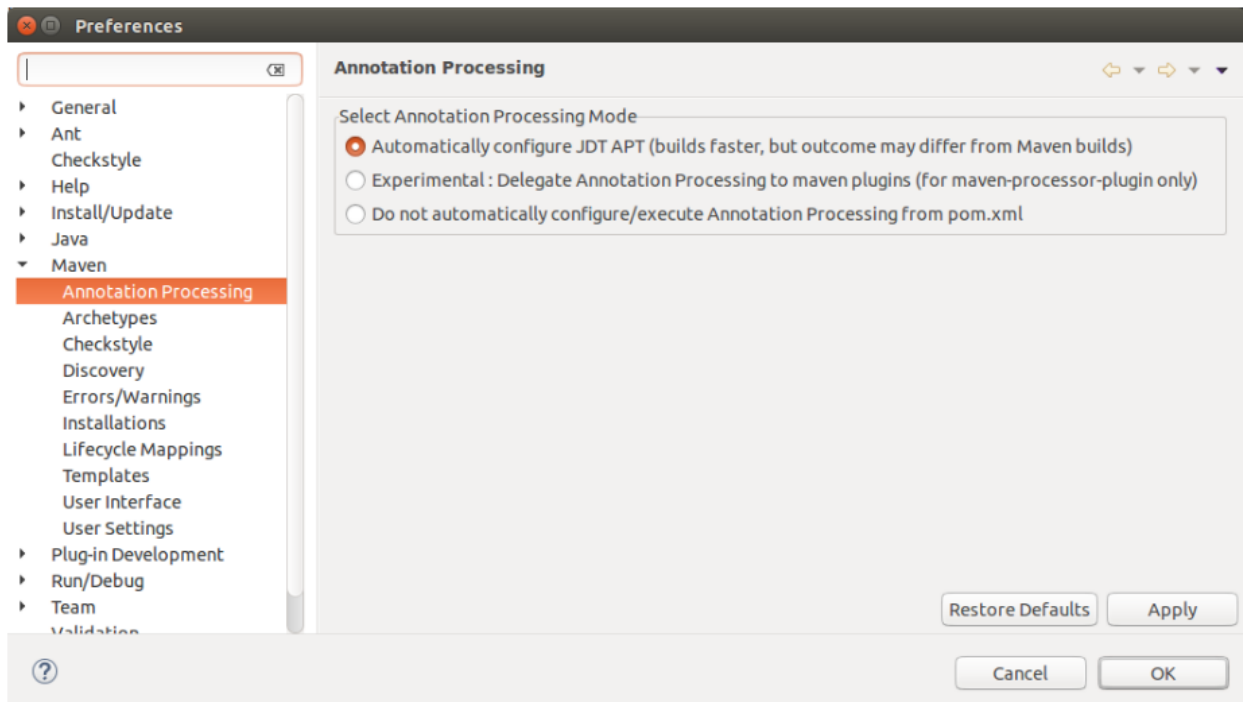 Preferences
General
Ant
Checkstyle
Help
Install/Update
Java
Maven
Annotation Processing
Archetypes
Checkstyle
Discovery
Errors/Warnings
Installations
Lifecycle Mappings
Templates
User Interface
User Settings
Plug-in Development
Run/Debug
Team
Validation
Annotation Processing
Select Annotation Processing Mode
Automatically configure JDT APT (builds faster, but outcome may differ from Maven builds)
Experimental : Delegate Annotation Processing to maven plugins (for maven-processor-plugin only)
Do not automatically configure/execute Annotation Processing from pom.xml
Restore Defaults
Apply
?
Cancel
OK